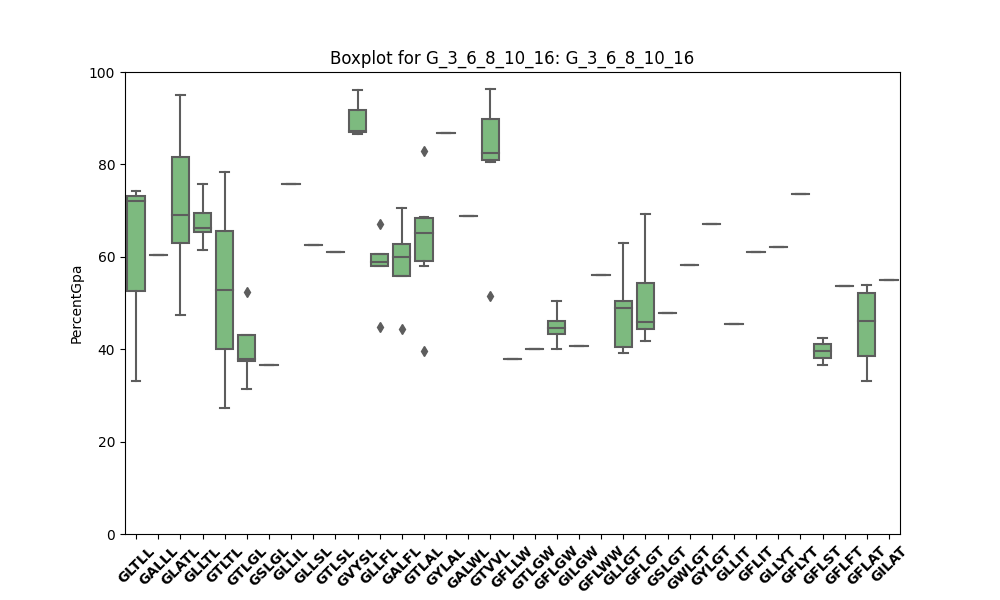 Boxplot for G_3_6_8_10_16: G_3_6_8_10_16
PercentGpa
100
80
60
40
20
0
GLTLL
GALLL
GLATL
GLLTL
GTLTL
GTLGL
GSLGL
GLLIL
GLLSL
GTLSL
GVYSL
GLLFL
GALFL
GTLAL
GYLAL
GALWL
GTVVL
GFLLW
GTLGW
GFLGW
GILGW
GFLWW
GLLGT
GFLGT
GSLGT
GWLGT
GYLGT
GLLIT
GFLIT
GLLYT
GFLYT
GFLST
GFLFT
GFLAT
GILAT